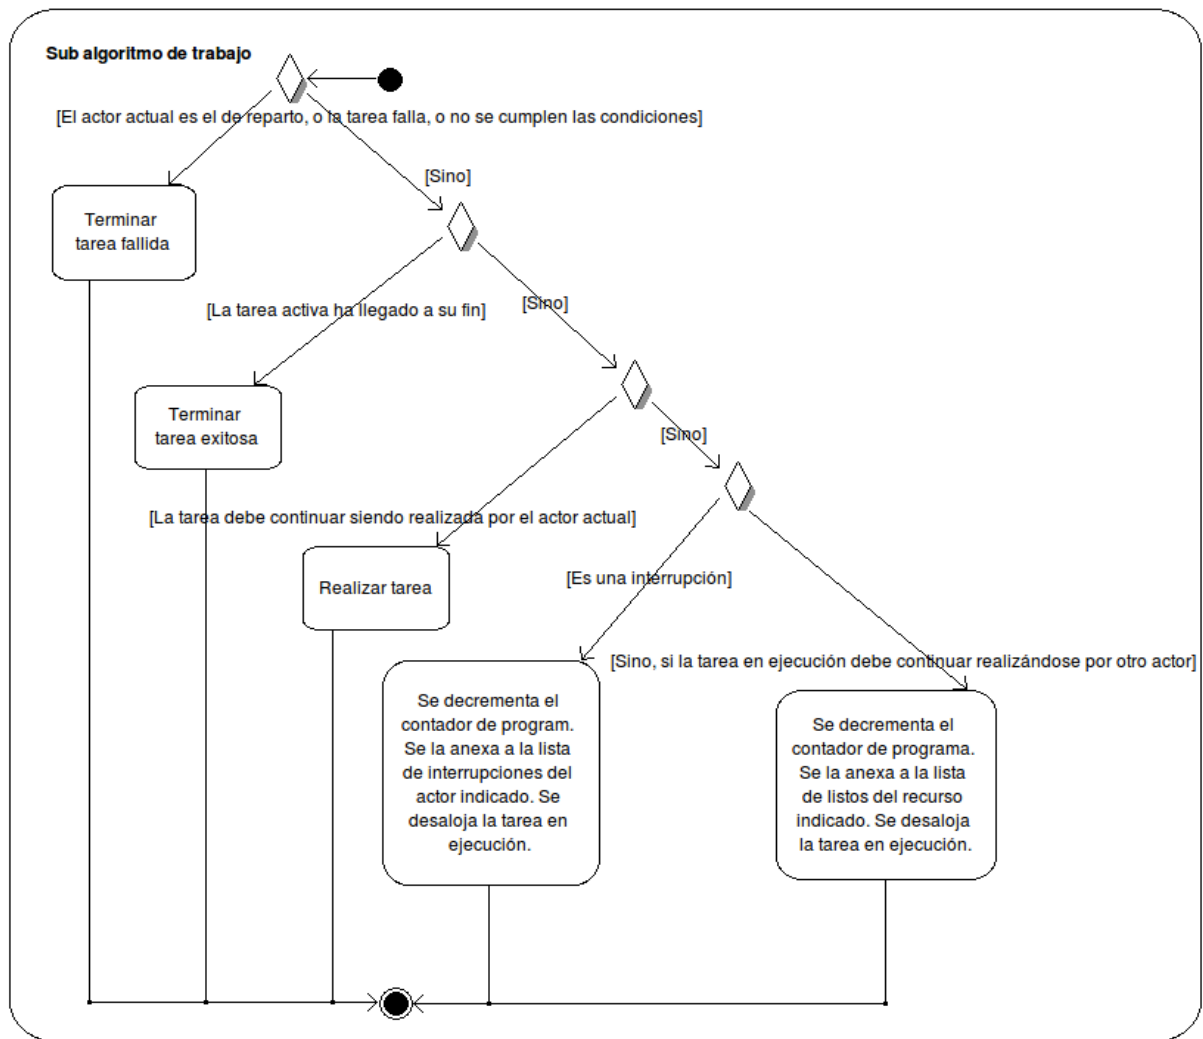 Sub algoritmo de trabajo
[El actor actual es el de reparto, o la tarea falla, o no se cumplen las condiciones]
[Sino]
Terminar
tarea fallida
[La tarea activa ha llegado a su fin]
[Sino]
Terminar
tarea exitosa
[Sino]
[La tarea debe continuar siendo realizada por el actor actual]
Realizar tarea
[Es una interrupción]
[Sino, si la tarea en ejecución debe continuar realizándose por otro actor]
Se decrementa el
contador de program.
Se la anexa a la lista
de interrupciones del
actor indicado. Se
desaloja la tarea en
ejecución.
Se decrementa el
contador de programa.
Se la anexa a la lista
de listos del recurso
indicado. Se desaloja
la tarea en ejecución.